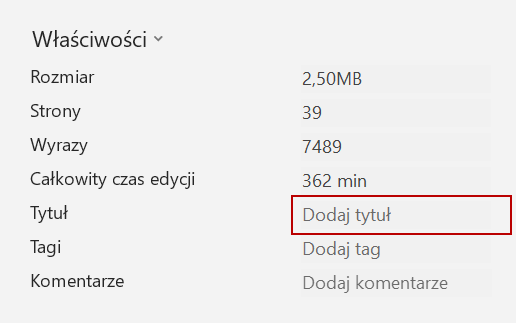 Właściwości
Rozmiar 2,50MB
Strony 39
Wyrazy 7489
Całkowity czas edycji 362 min
Tytuł Dodaj tytuł
Tagi Dodaj tag
Komentarze Dodaj komentarze